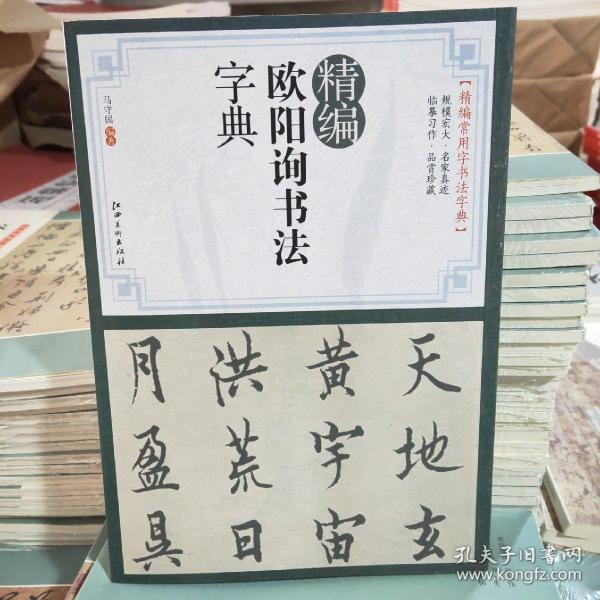 【精编常用字书法字典】
规模宏大·名家真迹
临摹习作·品赏珍藏
精编
欧阳询书法
字典
马守国 编著
江西美術出版社
天地玄
黄宇宙
洪荒日
月盈昃
孔夫子旧书网
www.kongfz.com